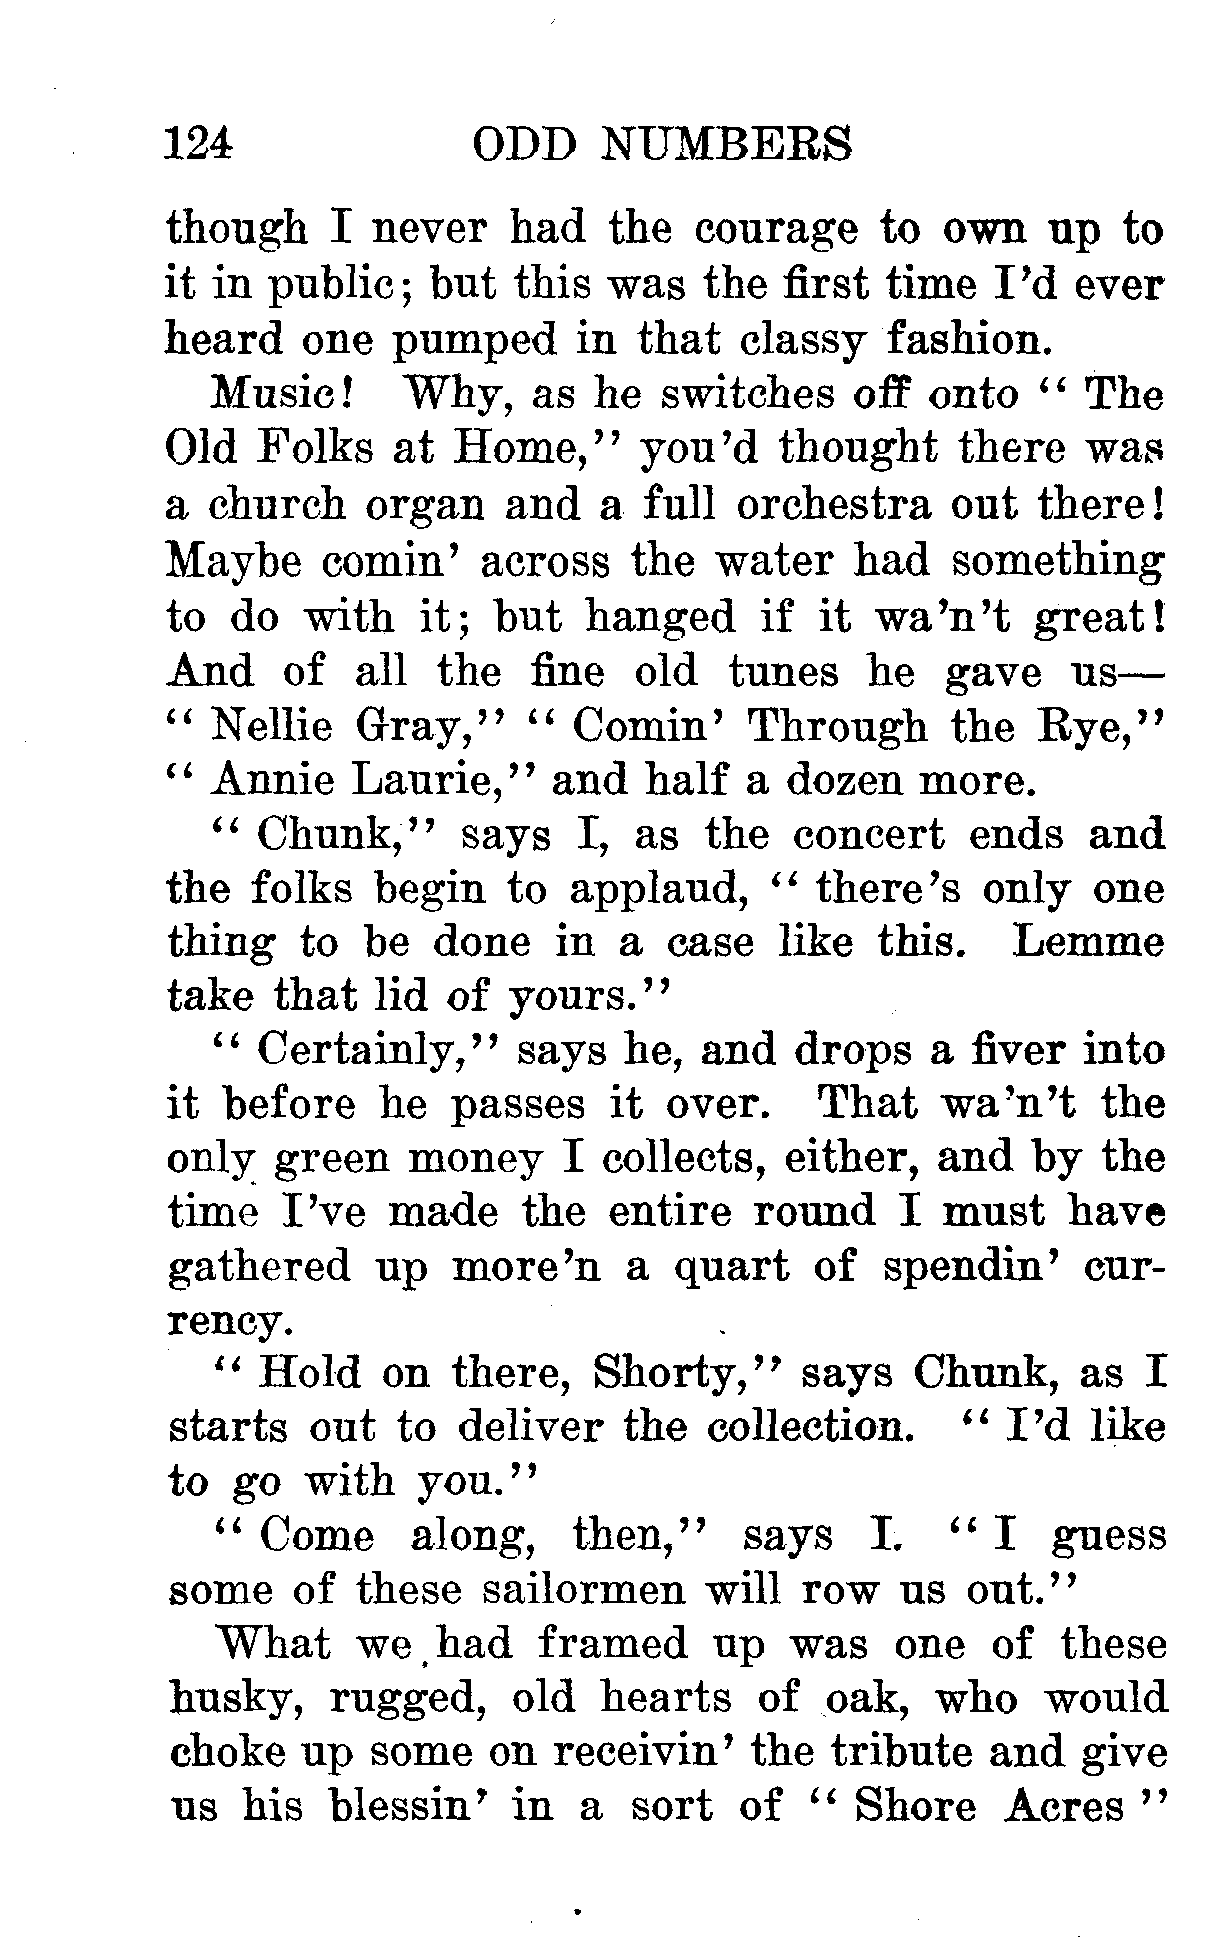 124 ODD NUMBERS
though I never had the courage to own up to
it in public; but this was the first time I'd ever
heard one pumped in that classy fashion.
Music! Why, as he switches off onto "The
Old Folks at Home," you'd thought there was
a church organ and a full orchestra out there!
Maybe comin' across the water had something
to do with it; but hanged if it wa'n't great!
And of all the fine old tunes he gave us—
"Nellie Gray," "Comin' Through the Rye,"
"Annie Laurie," and half a dozen more.
"Chunk," says I, as the concert ends and
the folks begin to applaud, "there's only one
thing to be done in a case like this. Lemme
take that lid of yours."
"Certainly," says he, and drops a fiver into
it before he passes it over. That wa'n't the
only green money I collects, either, and by the
time I've made the entire round I must have
gathered up more'n a quart of spendin' cur-
rency.
"Hold on there, Shorty," says Chunk, as I
starts out to deliver the collection. "I'd like
to go with you."
"Come along, then," says I. "I guess
some of these sailormen will row us out."
What we had framed up was one of these
husky, rugged, old hearts of oak, who would
choke up some on receivin' the tribute and give
us his blessin' in a sort of "Shore Acres"